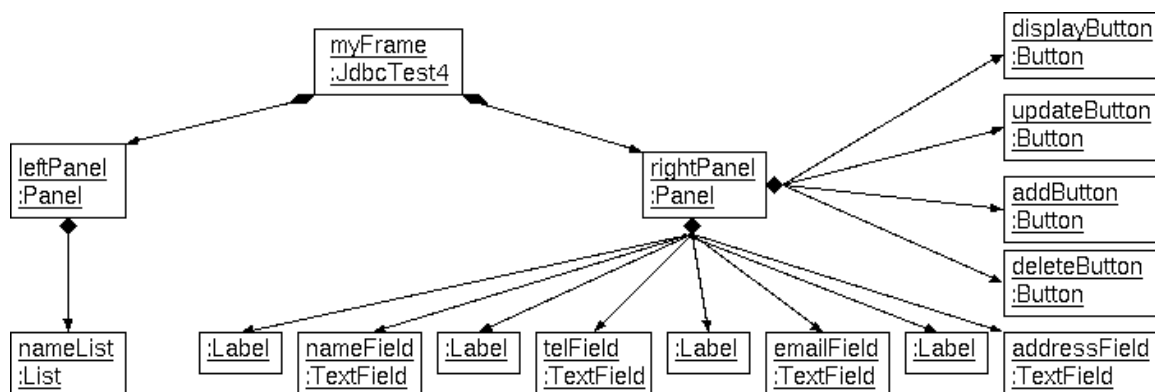 displayButton
:Button
myFrame
:JdbcTest4
updateButton
:Button
leftPanel
:Panel
rightPanel
:Panel
addButton
:Button
deleteButton
:Button
nameList
:List
:Label
nameField
:TextField
:Label
telField
:TextField
:Label
emailField
:TextField
:Label
addressField
:TextField